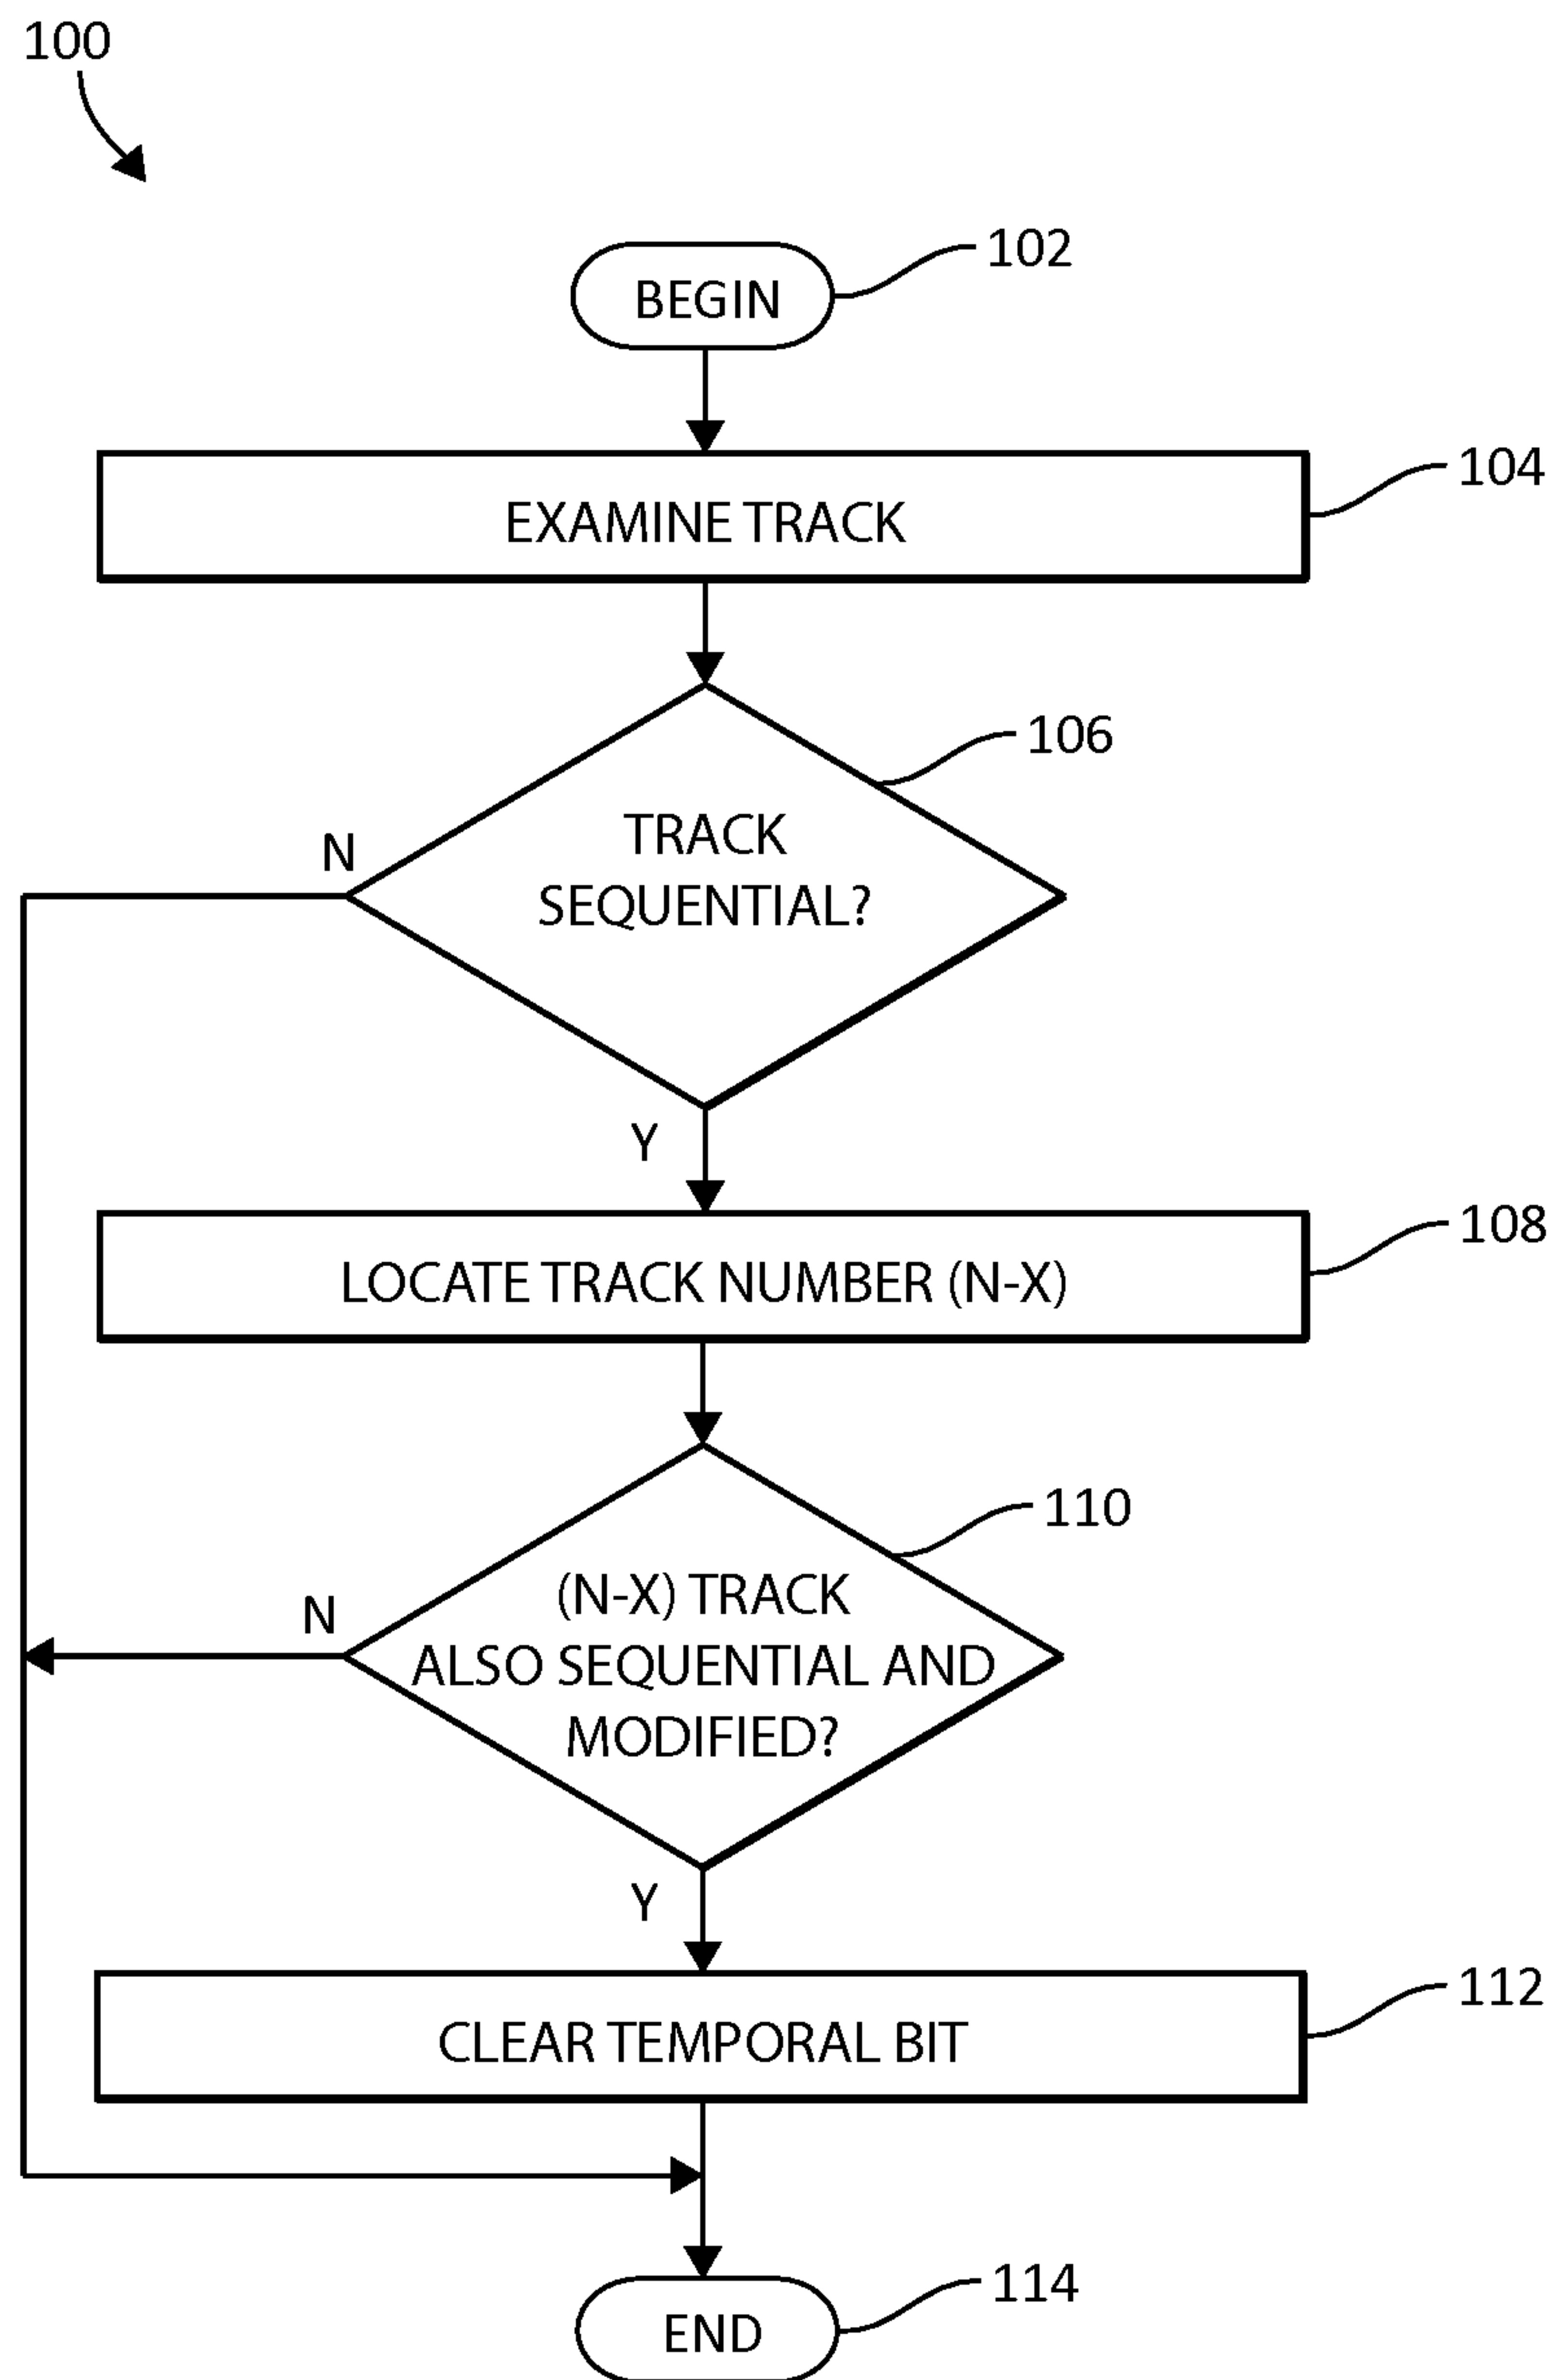 100
BEGIN
102
EXAMINE TRACK
104
106
TRACK
SEQUENTIAL?
N
Y
LOCATE TRACK NUMBER (N-X)
108
110
(N-X) TRACK
ALSO SEQUENTIAL AND
MODIFIED?
N
Y
CLEAR TEMPORAL BIT
112
END
114